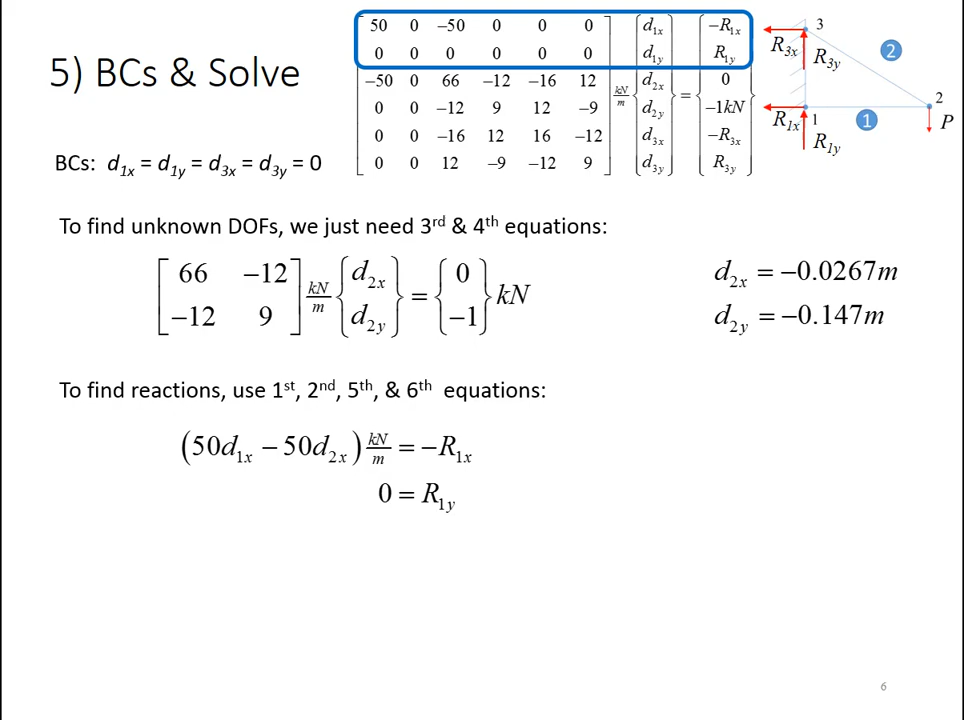 5) BCs & Solve
50 0 −50 0 0 0 d1x −R1x
0 0 0 0 0 0 d1y R1y
−50 0 66 −12 −16 12 kN/m d2x = 0
0 0 −12 9 12 −9 d2y −1kN
0 0 −16 12 16 −12 d3x −R3x
0 0 12 −9 −12 9 d3y R3y
3
R3x R3y 2
2
R1x 1 1 P
R1y
BCs: d1x = d1y = d3x = d3y = 0
To find unknown DOFs, we just need 3rd & 4th equations:
[66 −12; −12 9] kN/m {d2x; d2y} = {0; −1} kN
d2x = −0.0267m
d2y = −0.147m
To find reactions, use 1st, 2nd, 5th, & 6th equations:
(50d1x − 50d2x) kN/m = −R1x
0 = R1y
6